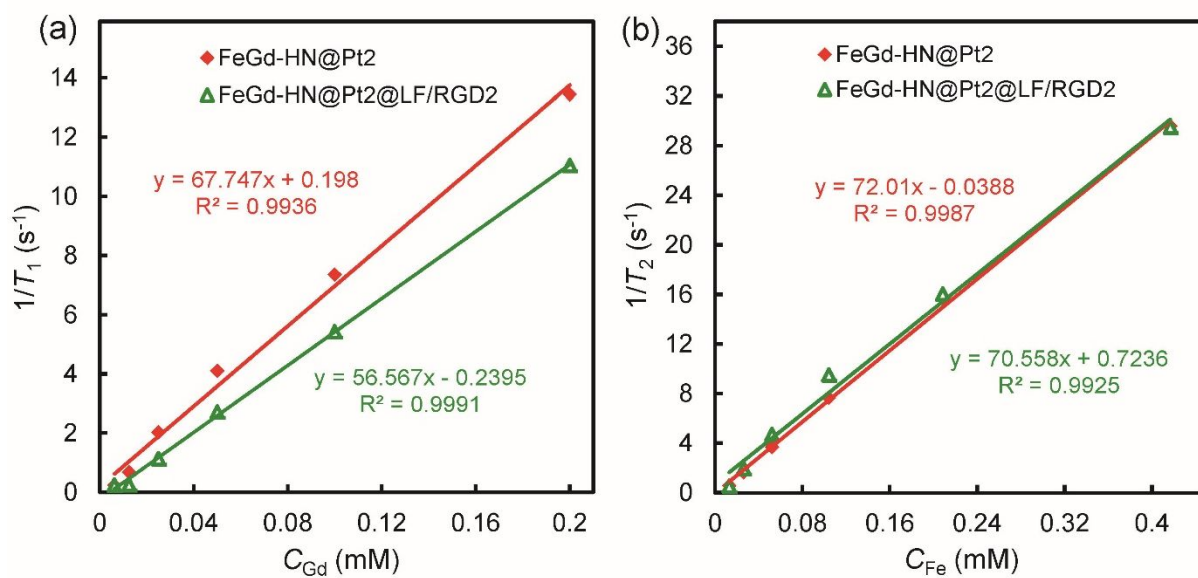 (a)
FeGd-HN@Pt2
FeGd-HN@Pt2@LF/RGD2
y = 67.747x + 0.198
R² = 0.9936
y = 56.567x - 0.2395
R² = 0.9991
1/T₁ (s⁻¹)
14
12
10
8
6
4
2
0
0 0.04 0.08 0.12 0.16 0.2
C_Gd (mM)
(b)
FeGd-HN@Pt2
FeGd-HN@Pt2@LF/RGD2
y = 72.01x - 0.0388
R² = 0.9987
y = 70.558x + 0.7236
R² = 0.9925
1/T₂ (s⁻¹)
36
32
28
24
20
16
12
8
4
0
0 0.08 0.16 0.24 0.32 0.4
C_Fe (mM)